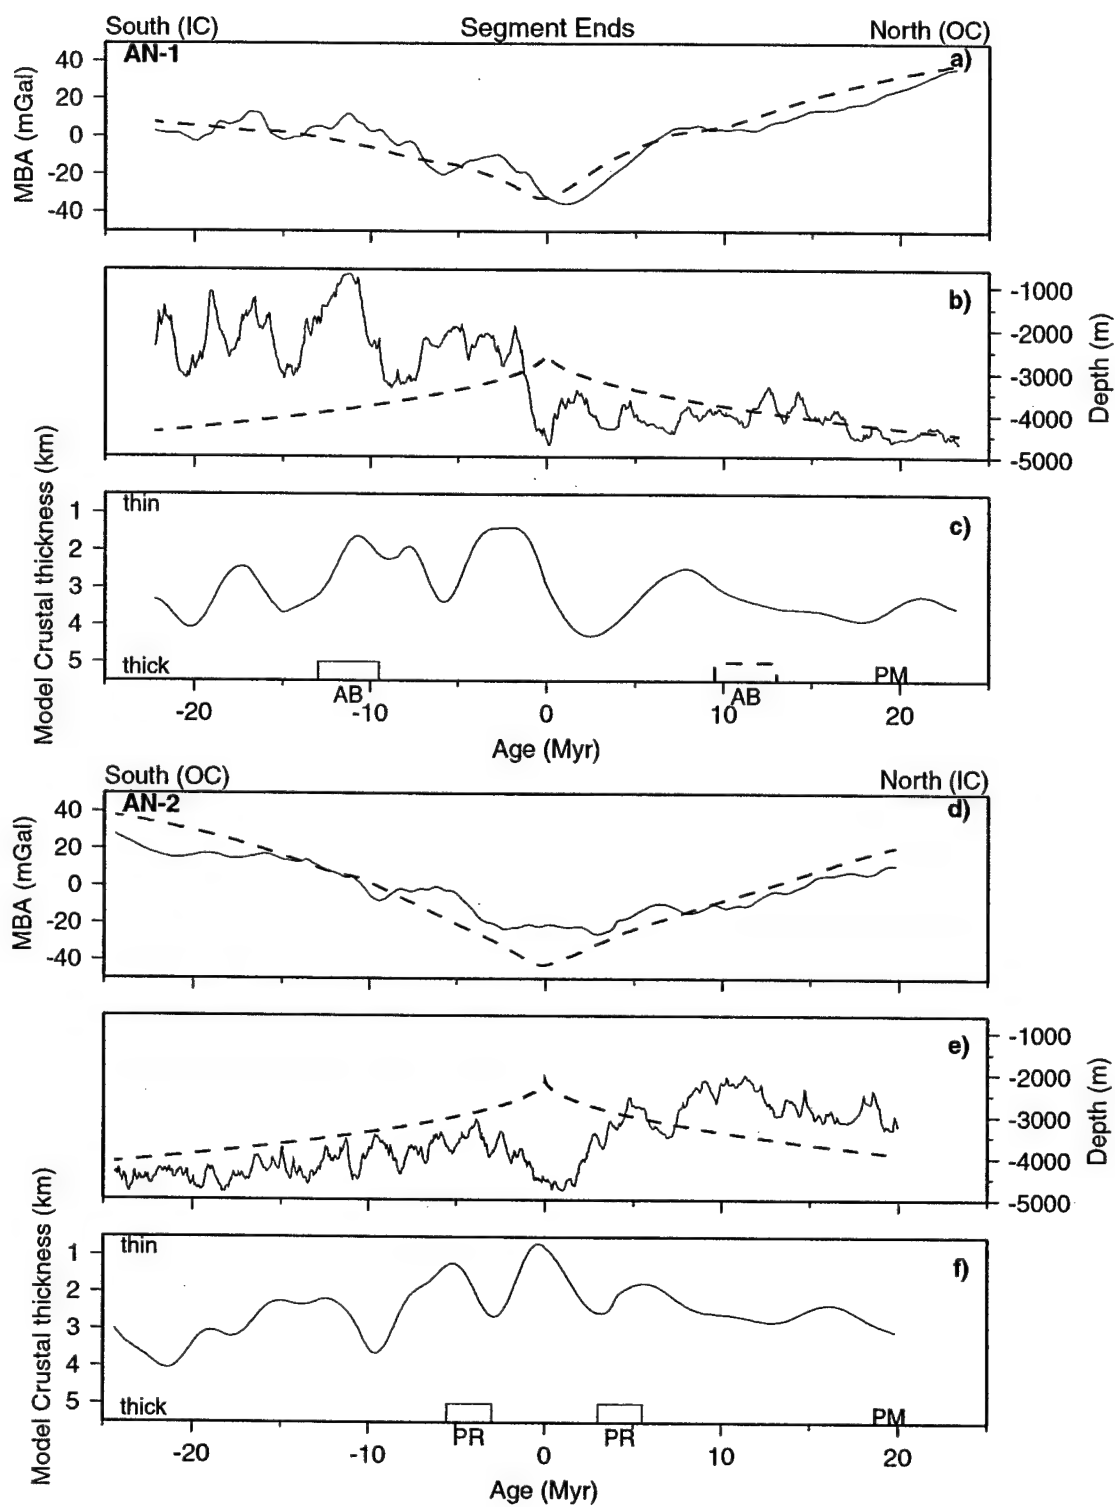 South (IC) Segment Ends North (OC)
AN-1 a)
MBA (mGal)
40
20
0
-20
-40
b)
-1000
-2000
-3000
-4000
-5000
Depth (m)
Model Crustal thickness (km)
thin c)
1
2
3
4
5
thick AB AB PM
-20 -10 0 10 20
Age (Myr)
South (OC) North (IC)
AN-2 d)
MBA (mGal)
40
20
0
-20
-40
e)
-1000
-2000
-3000
-4000
-5000
Depth (m)
Model Crustal thickness (km)
thin f)
1
2
3
4
5
thick PR PR PM
-20 -10 0 10 20
Age (Myr)